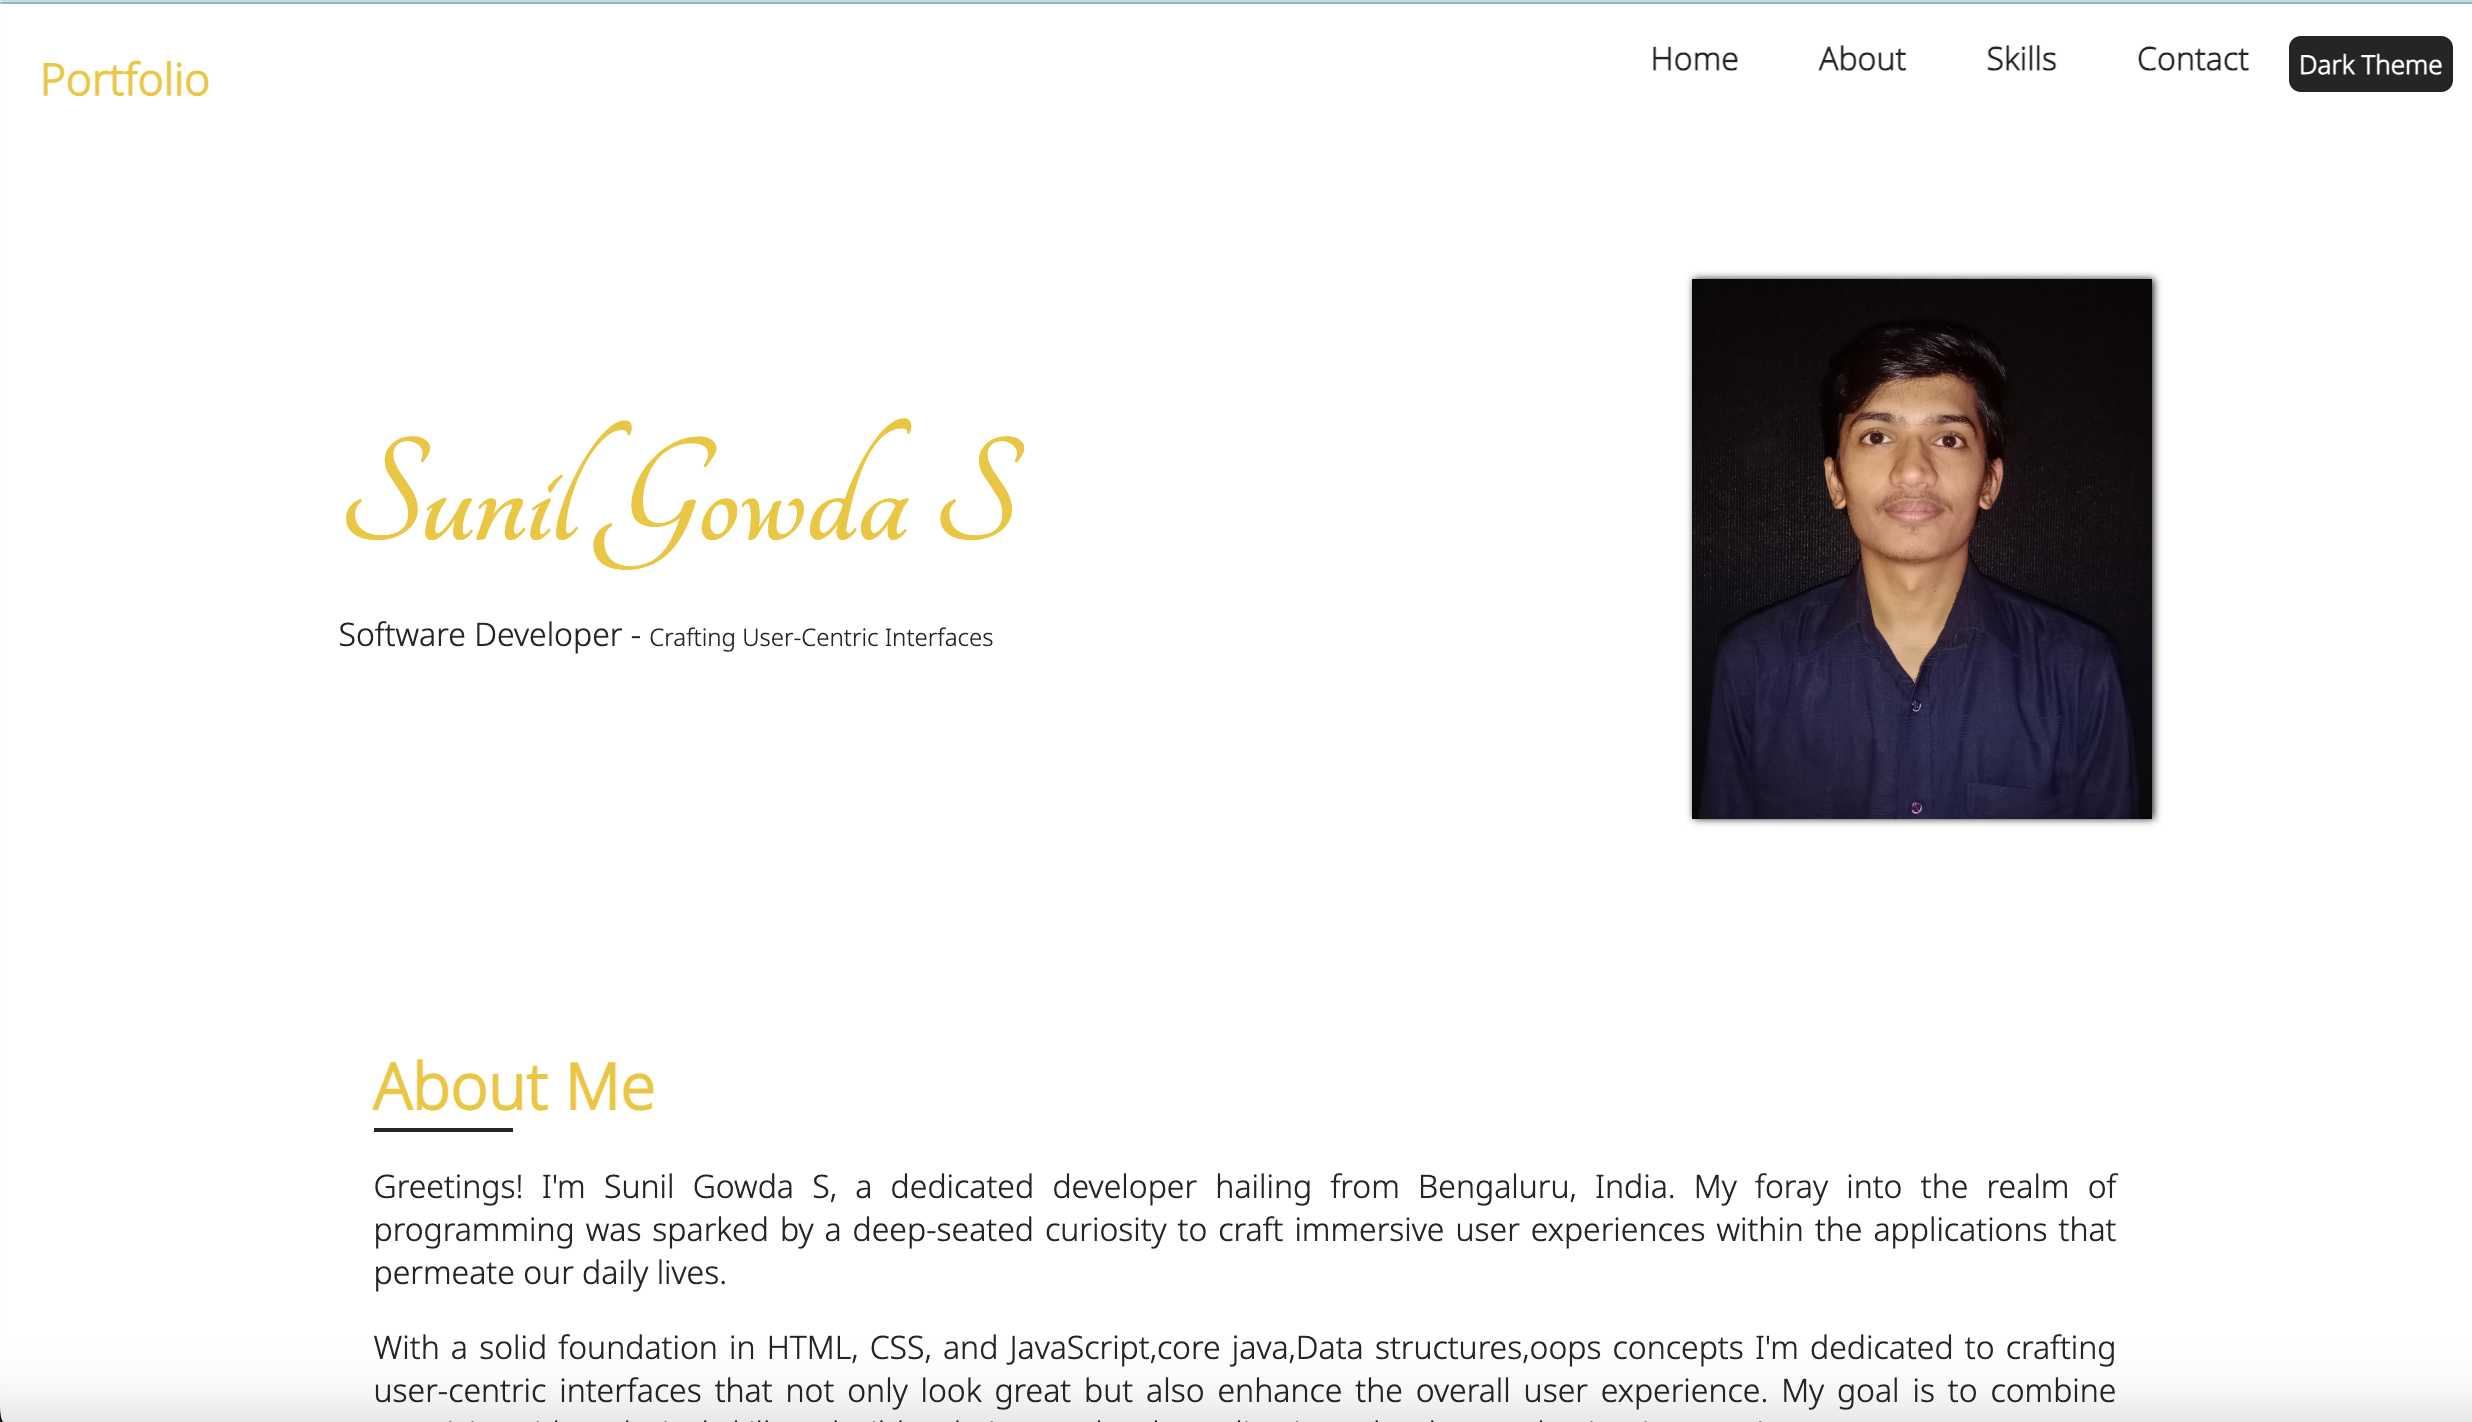 Portfolio
Home About Skills Contact Dark Theme
Sunil Gowda S
Software Developer - Crafting User-Centric Interfaces
About Me
Greetings! I'm Sunil Gowda S, a dedicated developer hailing from Bengaluru, India. My foray into the realm of
programming was sparked by a deep-seated curiosity to craft immersive user experiences within the applications that
permeate our daily lives.
With a solid foundation in HTML, CSS, and JavaScript,core java,Data structures,oops concepts I'm dedicated to crafting
user-centric interfaces that not only look great but also enhance the overall user experience. My goal is to combine